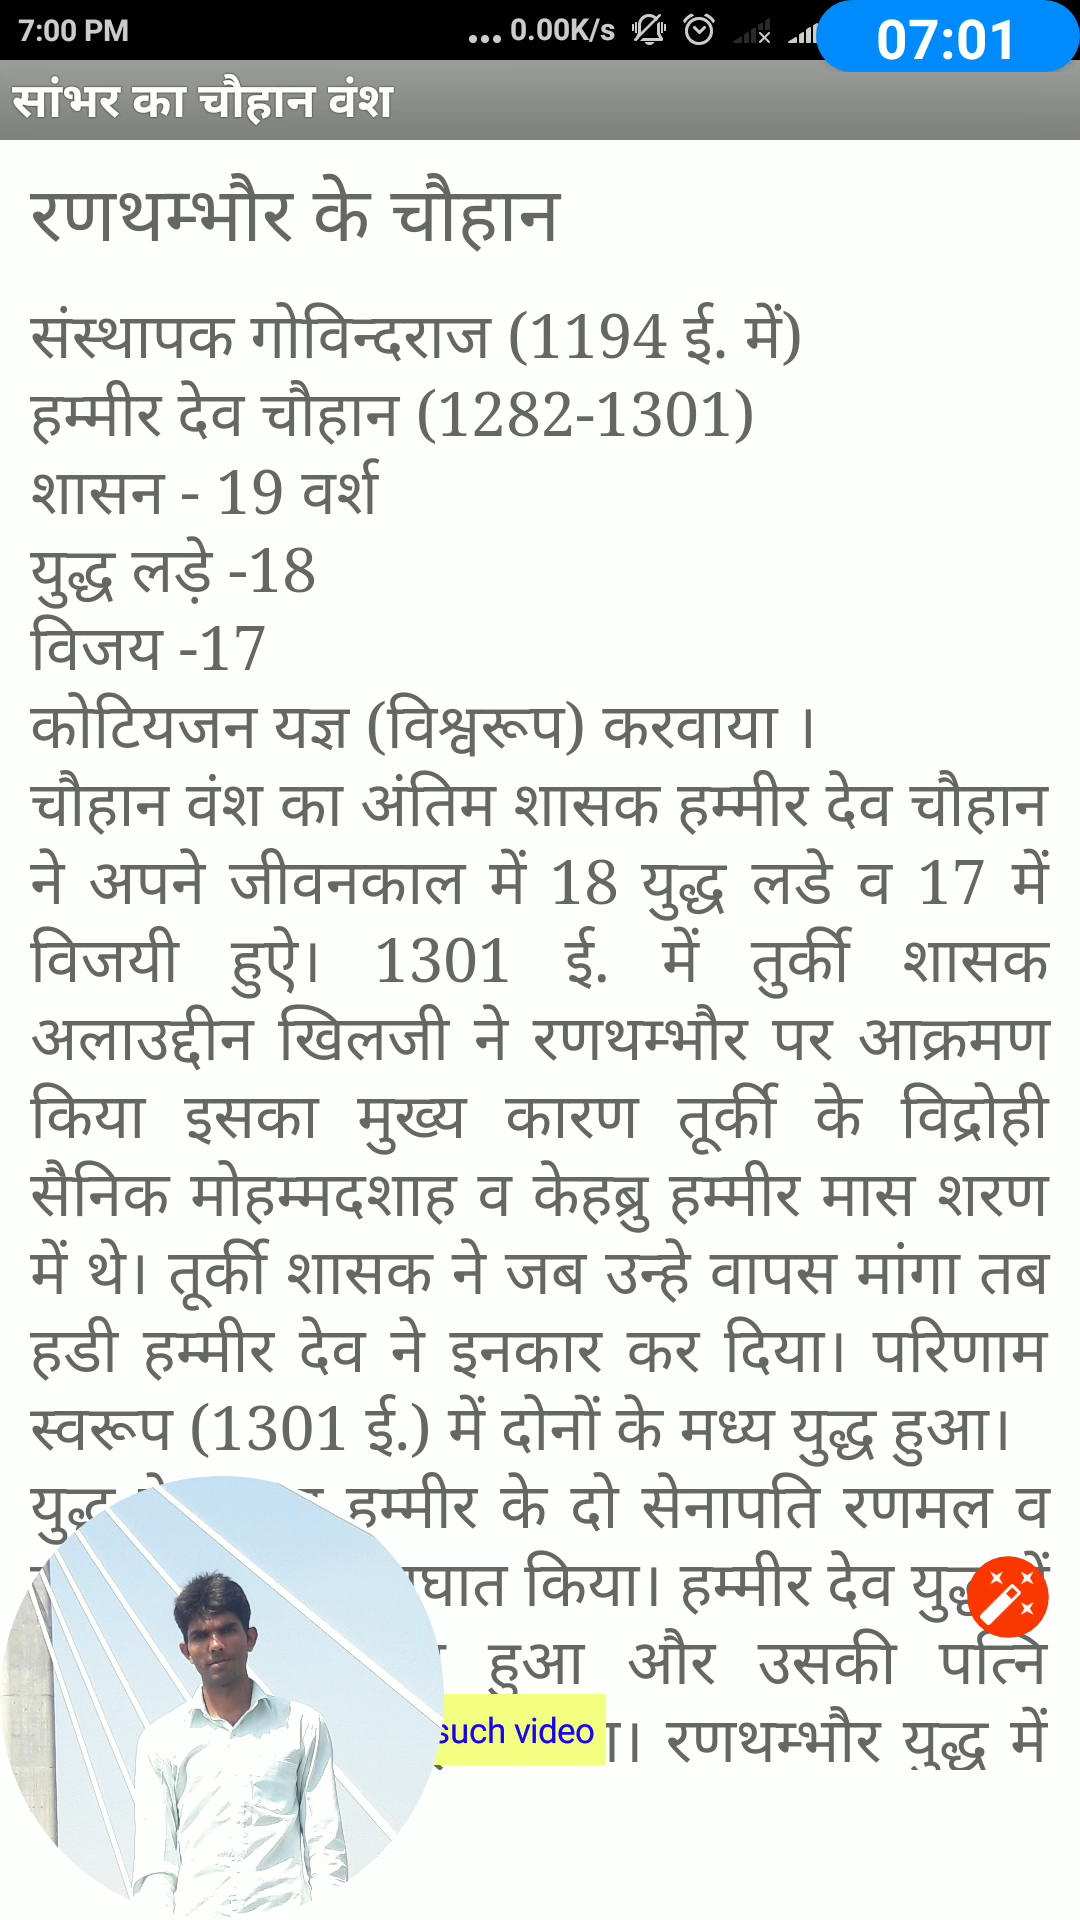 7:00 PM
... 0.00K/s
07:01
सांभर का चौहान वंश
रणथम्भौर के चौहान
संस्थापक गोविन्दराज (1194 ई. में)
हम्मीर देव चौहान (1282-1301)
शासन - 19 वर्श
युद्ध लड़े -18
विजय -17
कोटियजन यज्ञ (विश्वरूप) करवाया ।
चौहान वंश का अंतिम शासक हम्मीर देव चौहान
ने अपने जीवनकाल में 18 युद्ध लडे व 17 में
विजयी हुऐ। 1301 ई. में तुर्की शासक
अलाउद्दीन खिलजी ने रणथम्भौर पर आक्रमण
किया इसका मुख्य कारण तूर्की के विद्रोही
सैनिक मोहम्मदशाह व केहब्रु हम्मीर मास शरण
में थे। तूर्की शासक ने जब उन्हे वापस मांगा तब
हडी हम्मीर देव ने इनकार कर दिया। परिणाम
स्वरूप (1301 ई.) में दोनों के मध्य युद्ध हुआ।
युद्ध हम्मीर के दो सेनापति रणमल व
किया। हम्मीर देव युद्ध में
हुआ और उसकी पत्नि
such video
रणथम्भौर युद्ध में